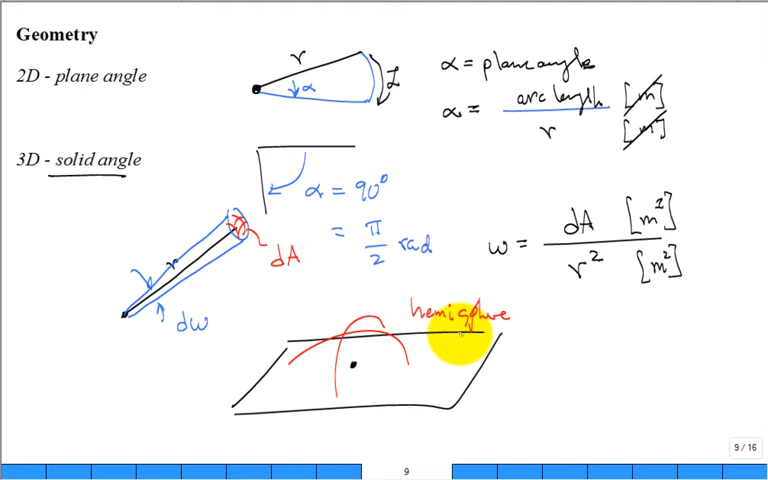 Geometry
2D - plane angle
r
α
L
α = plane angle
α = arc length [m]
r [m]
3D - solid angle
α = 90°
= π/2 rad
r
dA
dω
ω = dA [m²]
r² [m²]
hemisphere
9 / 16
9